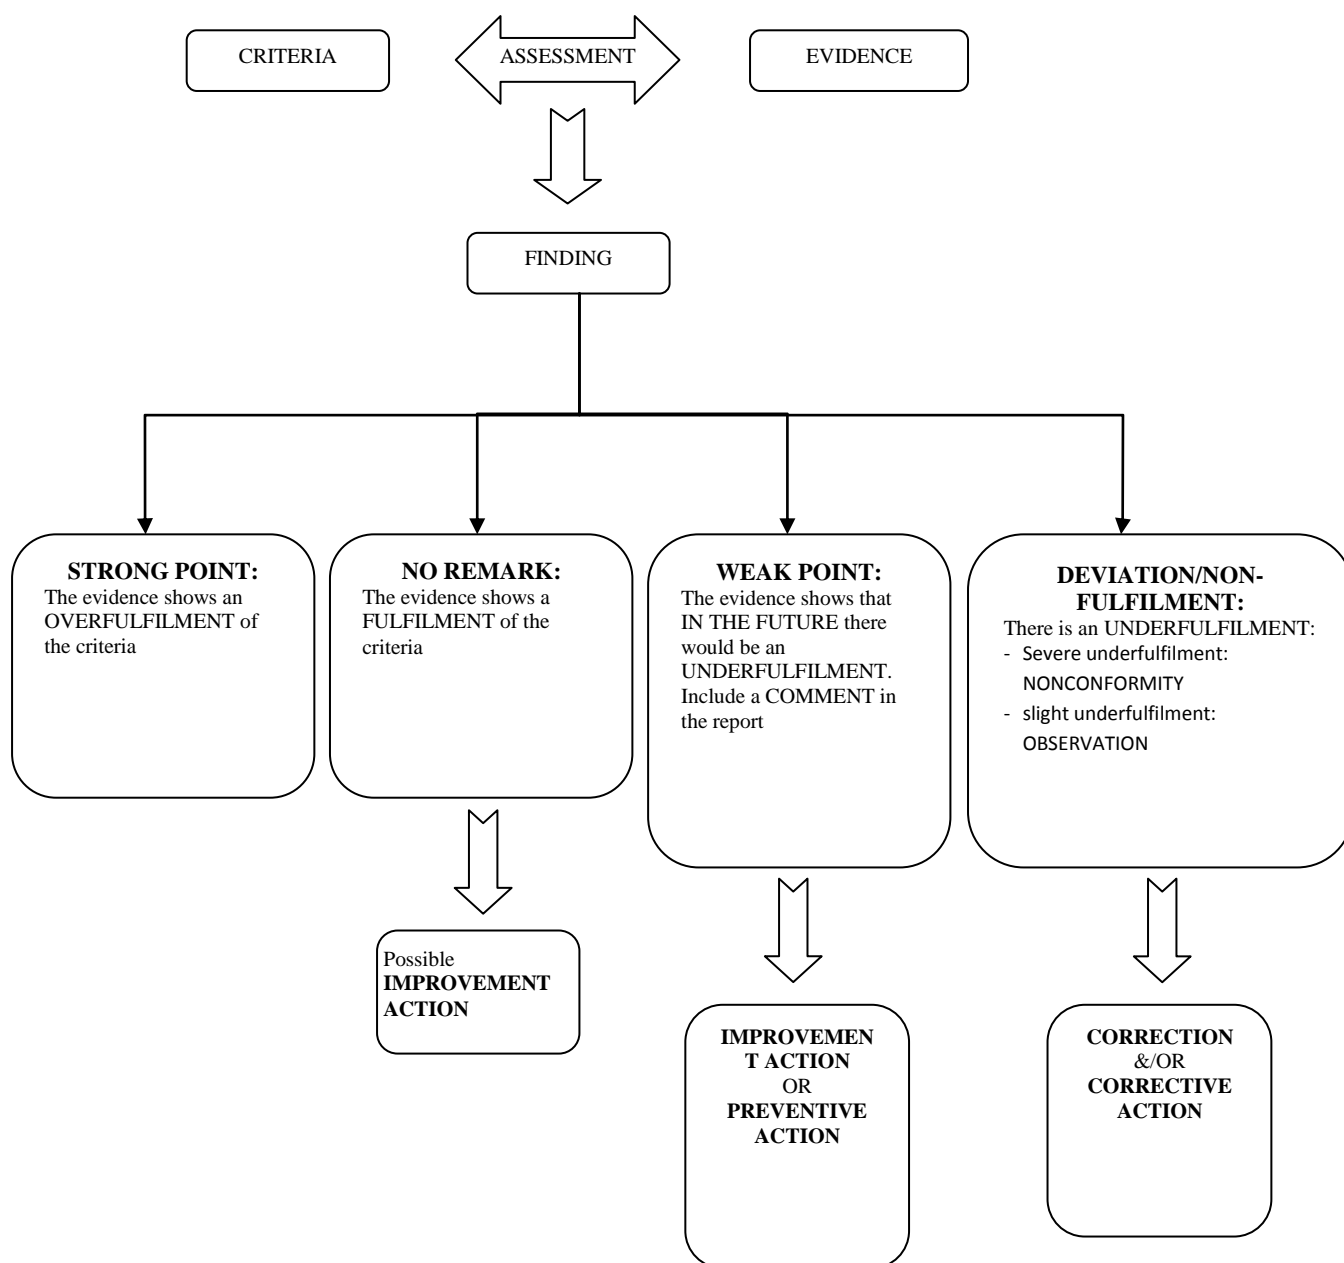 CRITERIA
ASSESSMENT
EVIDENCE
FINDING
STRONG POINT:
The evidence shows an
OVERFULFILMENT of
the criteria
NO REMARK:
The evidence shows a
FULFILMENT of the
criteria
WEAK POINT:
The evidence shows that
IN THE FUTURE there
would be an
UNDERFULFILMENT.
Include a COMMENT in
the report
DEVIATION/NON-
FULFILMENT:
There is an UNDERFULFILMENT:
- Severe underfulfilment:
NONCONFORMITY
- slight underfulfilment:
OBSERVATION
Possible
IMPROVEMENT
ACTION
IMPROVEMEN
T ACTION
OR
PREVENTIVE
ACTION
CORRECTION
&/OR
CORRECTIVE
ACTION